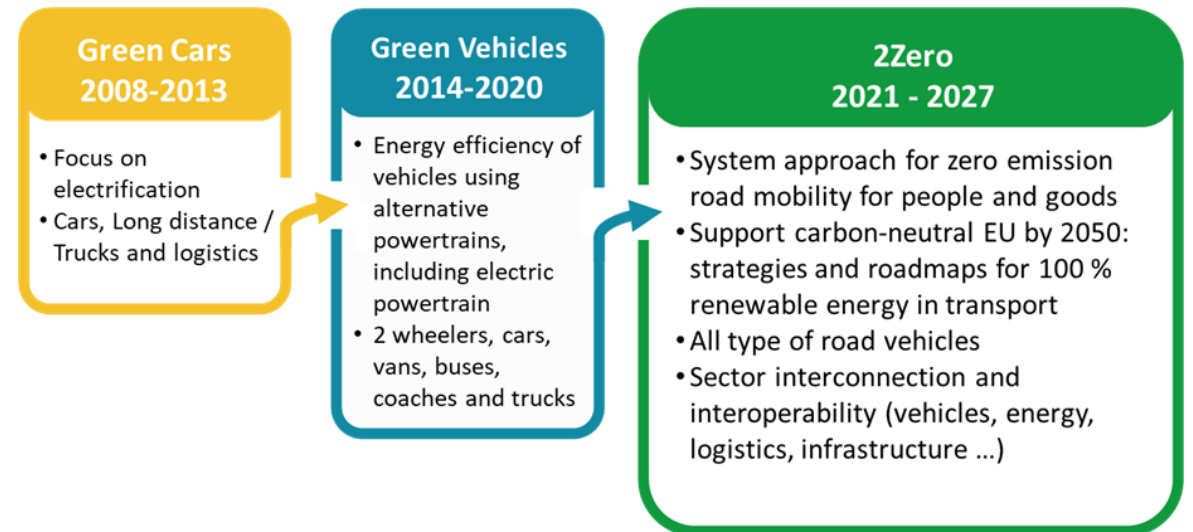 Green Cars
2008-2013
• Focus on
electrification
• Cars, Long distance /
Trucks and logistics
Green Vehicles
2014-2020
• Energy efficiency of
vehicles using
alternative
powertrains,
including electric
powertrain
• 2 wheelers, cars,
vans, buses,
coaches and trucks
2Zero
2021 - 2027
• System approach for zero emission
road mobility for people and goods
• Support carbon-neutral EU by 2050:
strategies and roadmaps for 100 %
renewable energy in transport
• All type of road vehicles
• Sector interconnection and
interoperability (vehicles, energy,
logistics, infrastructure ...)